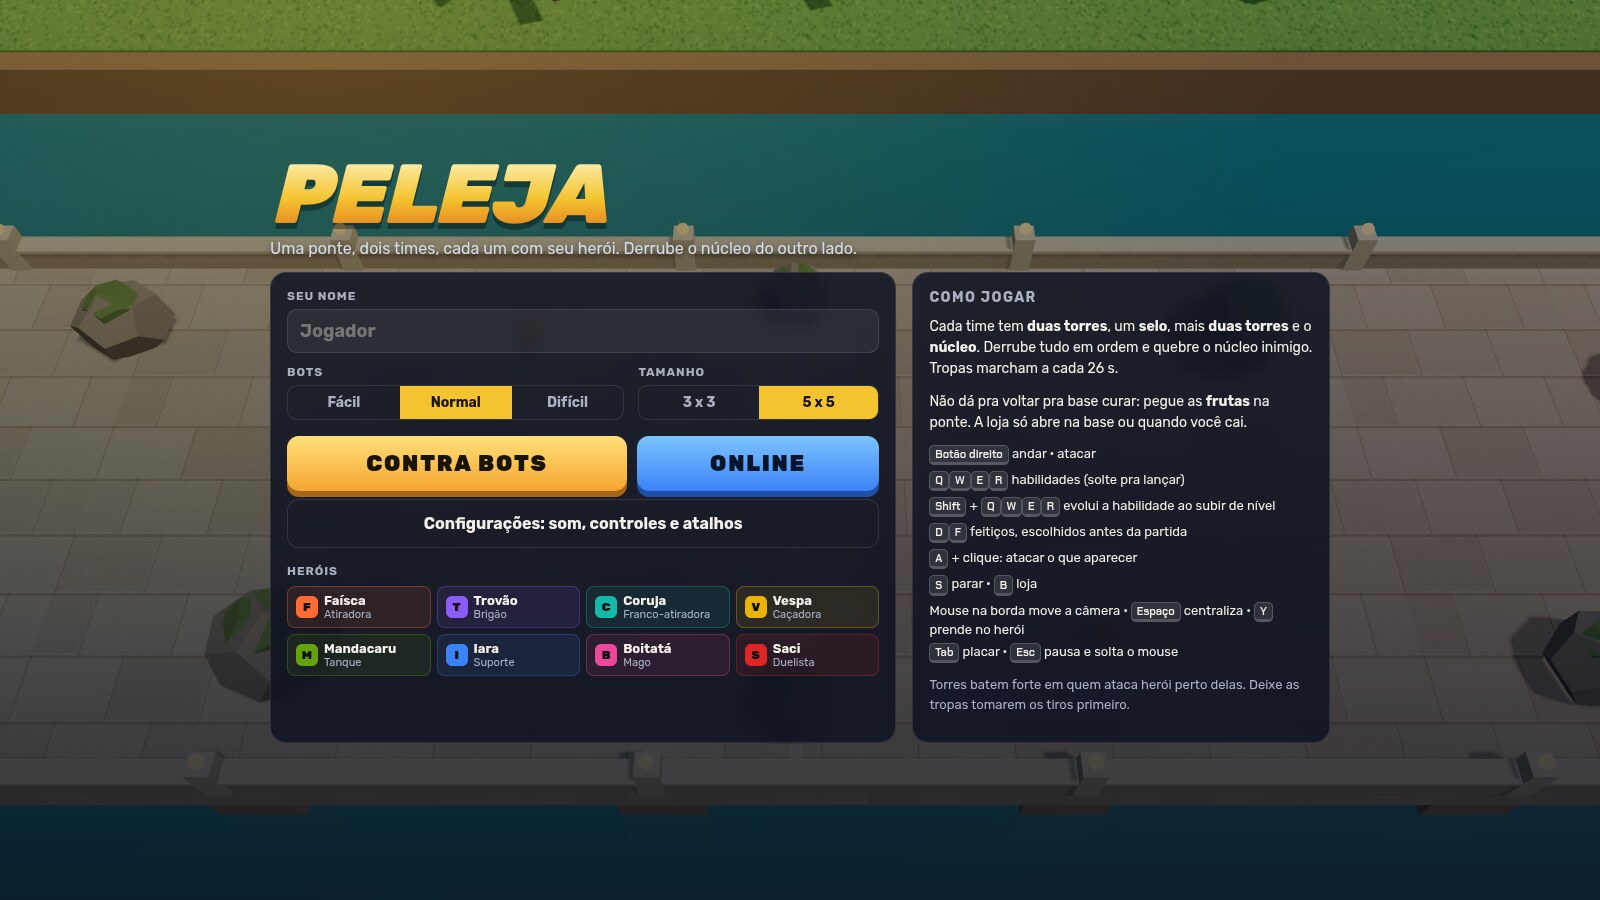 PELEJA
Uma ponte, dois times, cada um com seu herói. Derrube o núcleo do outro lado.
SEU NOME
Jogador
BOTS
Fácil
Normal
Difícil
TAMANHO
3 x 3
5 x 5
CONTRA BOTS
ONLINE
Configurações: som, controles e atalhos
HERÓIS
F Faísca
Atiradora
T Trovão
Brigão
C Coruja
Franco-atiradora
V Vespa
Caçadora
M Mandacaru
Tanque
I Iara
Suporte
B Boitatá
Mago
S Saci
Duelista
COMO JOGAR
Cada time tem duas torres, um selo, mais duas torres e o
núcleo. Derrube tudo em ordem e quebre o núcleo inimigo.
Tropas marcham a cada 26 s.
Não dá pra voltar pra base curar: pegue as frutas na
ponte. A loja só abre na base ou quando você cai.
Botão direito andar • atacar
Q W E R habilidades (solte pra lançar)
Shift + Q W E R evolui a habilidade ao subir de nível
D F feitiços, escolhidos antes da partida
A + clique: atacar o que aparecer
S parar • B loja
Mouse na borda move a câmera • Espaço centraliza • Y
prende no herói
Tab placar • Esc pausa e solta o mouse
Torres batem forte em quem ataca herói perto delas. Deixe as
tropas tomarem os tiros primeiro.